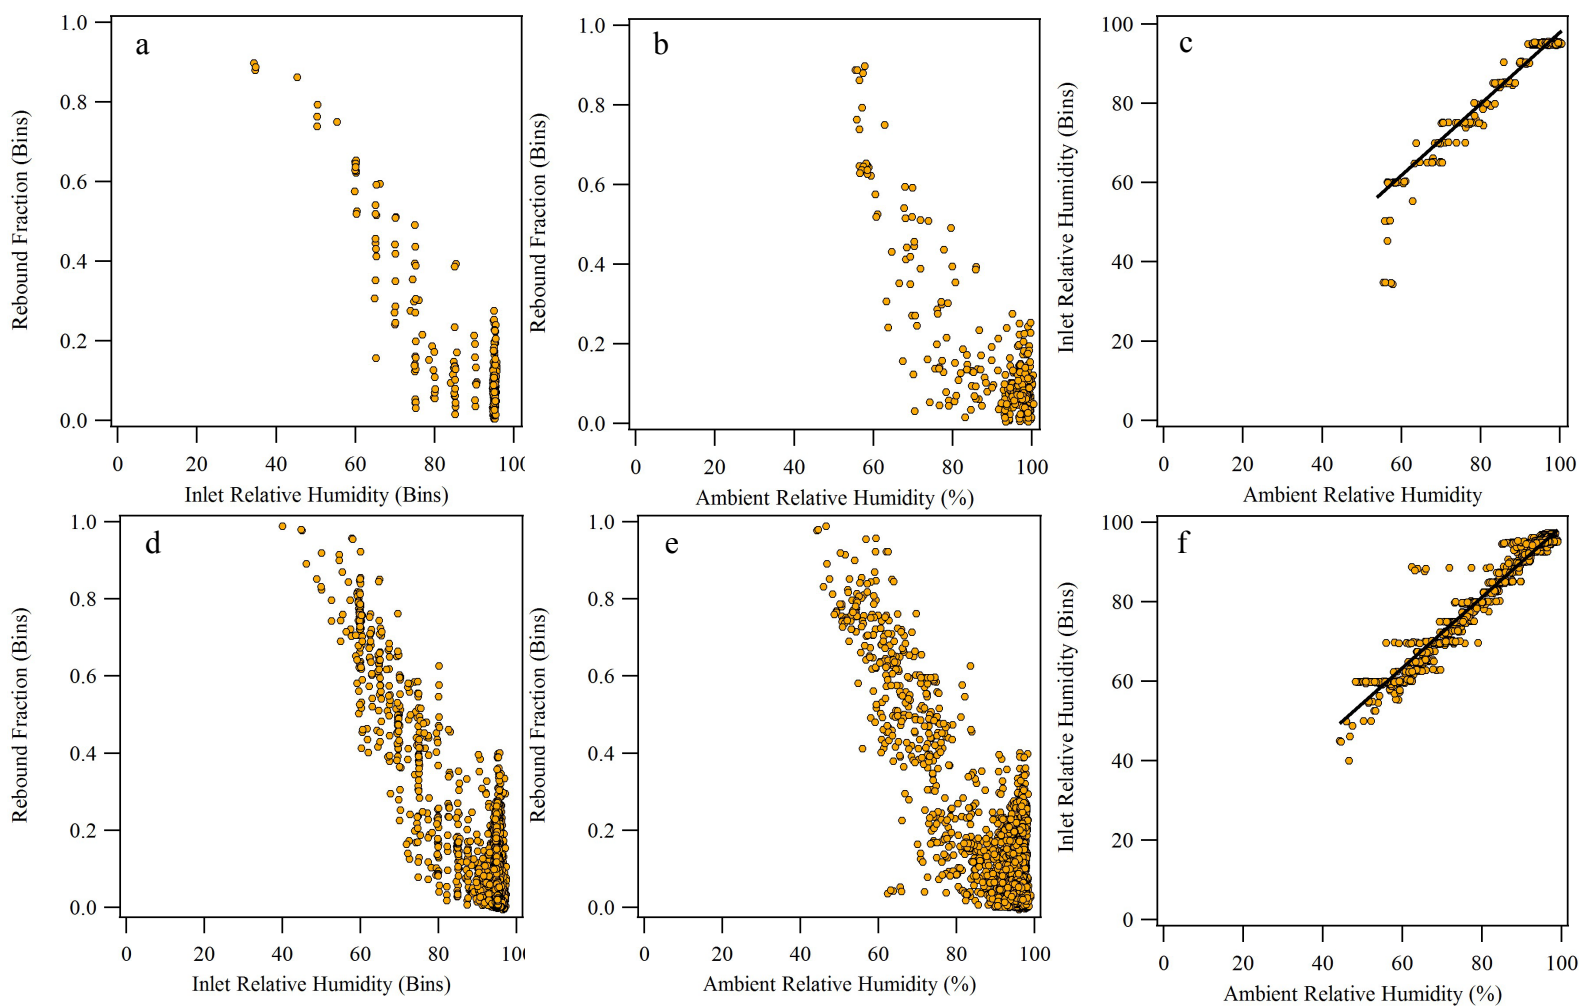 a
1.0
0.8
0.6
0.4
0.2
0.0
Rebound Fraction (Bins)
0 20 40 60 80 100
Inlet Relative Humidity (Bins)
b
1.0
0.8
0.6
0.4
0.2
0.0
Rebound Fraction (Bins)
0 20 40 60 80 100
Ambient Relative Humidity (%)
c
100
80
60
40
20
0
Inlet Relative Humidity (Bins)
0 20 40 60 80 100
Ambient Relative Humidity
d
1.0
0.8
0.6
0.4
0.2
0.0
Rebound Fraction (Bins)
0 20 40 60 80 100
Inlet Relative Humidity (Bins)
e
1.0
0.8
0.6
0.4
0.2
0.0
Rebound Fraction (Bins)
0 20 40 60 80 100
Ambient Relative Humidity (%)
f
100
80
60
40
20
0
Inlet Relative Humidity (Bins)
0 20 40 60 80 100
Ambient Relative Humidity (%)